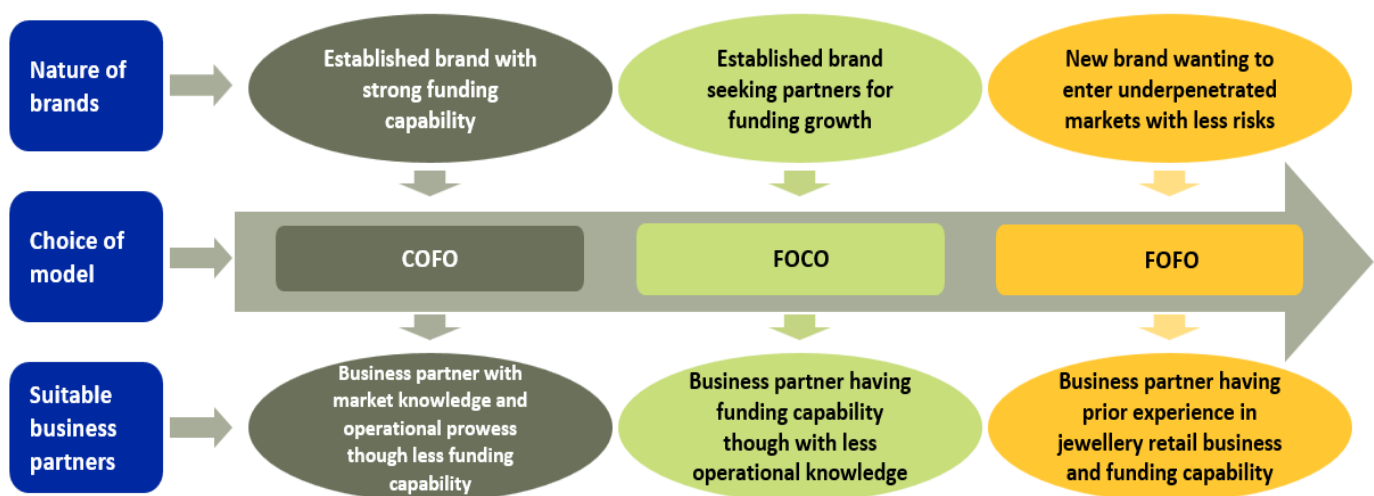 Nature of
brands
Established brand with
strong funding
capability
Established brand
seeking partners for
funding growth
New brand wanting to
enter underpenetrated
markets with less risks
Choice of
model
COFO
FOCO
FOFO
Suitable
business
partners
Business partner with
market knowledge and
operational prowess
though less funding
capability
Business partner having
funding capability
though with less
operational knowledge
Business partner having
prior experience in
jewellery retail business
and funding capability